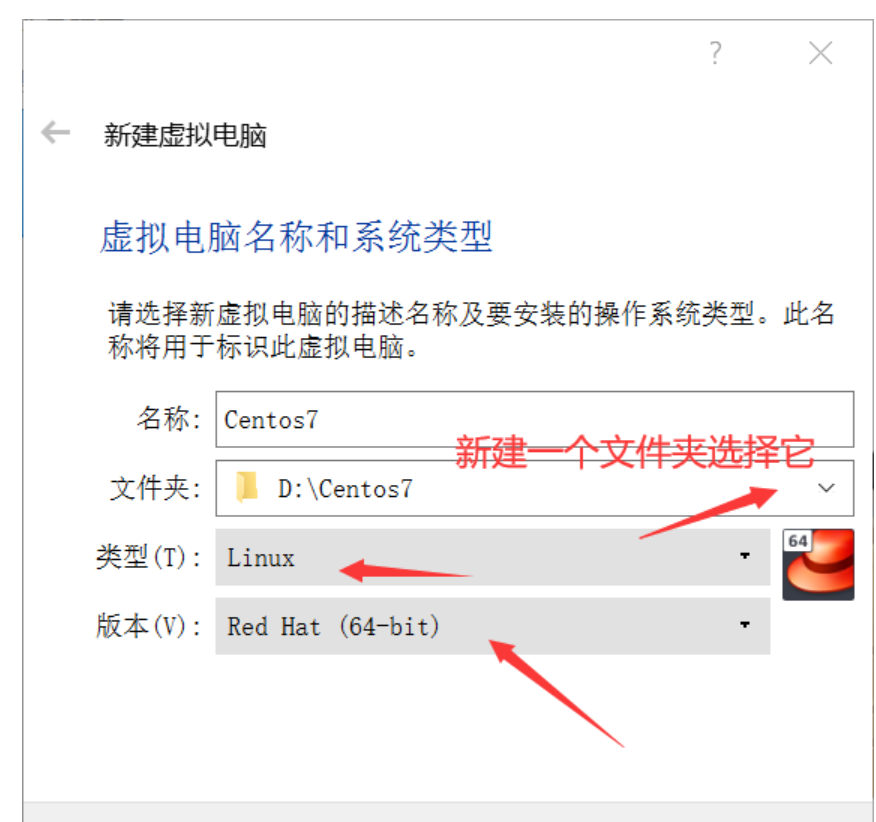 ?
新建虚拟电脑
虚拟电脑名称和系统类型
请选择新虚拟电脑的描述名称及要安装的操作系统类型。此名
称将用于标识此虚拟电脑。
名称: Centos7
新建一个文件夹选择它
文件夹: D:\Centos7
类型(T): Linux
64
版本(V): Red Hat (64-bit)